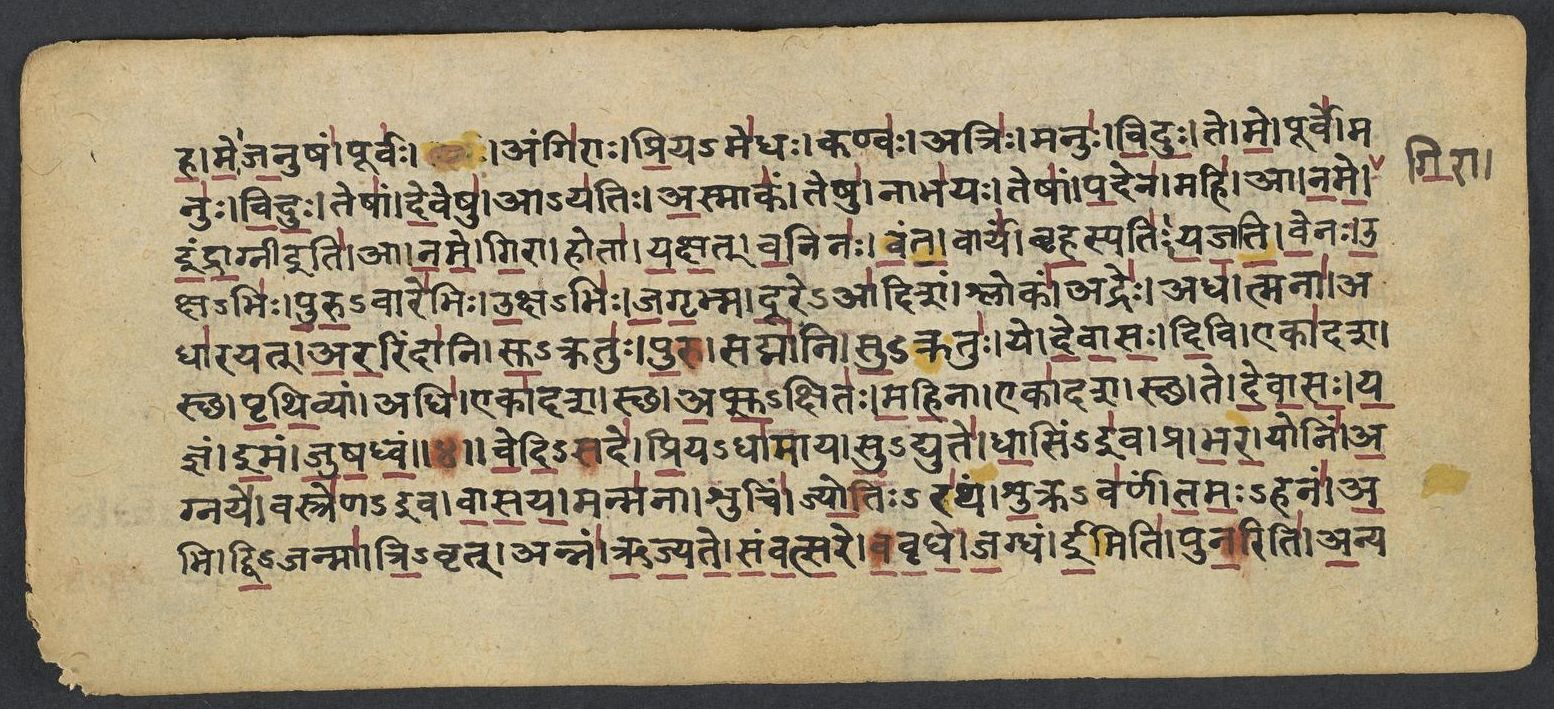 ह।मे।जनुषं।पूर्वः।अंगिराः।प्रियऽमेधः।कण्वः।अत्रिः।मनुः।विदुः।ते।मे।पूर्वे।म
नुः।विदुः।तेषां।देवेषु।आऽयतिः।अस्माकं।तेषु।नाभयः।तेषां।पदेन।महि।आ।नमे।
गिरा।
इंद्राग्नी इति।आ।नमे।गिरा।होता।यक्षत्।वनिनः।वंत।वार्यं।बृहस्पतिः।यजति।वेनः।उ
क्षऽभिः।पुरुऽवारेभिः।उक्षऽभिः।जगृभ्म।दूरेऽआदिशं।श्लोकं।अद्रेः।अध।त्मना।अ
धारयत्।अररिंदानि।सुऽक्रतुः।पुरु।सद्मानि।सुऽक्रतुः।ये।देवासः।दिवि।एकादश।
स्छ।पृथिव्यां।अधि।एकादश।स्छ।अप्सुऽक्षितः।महिना।एकादश।स्छ।ते।देवासः।य
ज्ञं।इमं।जुषध्वं॥४॥वेदिऽसदे।प्रियऽधामाय।सुऽद्युते।धासिंऽइव।प्र।भर।योनिं।अ
ग्नये।वस्त्रेणऽइव।वासय।मन्मना।शुचिं।ज्योतिःऽरथं।शुक्रऽवर्णं।तमःऽहनं।अ
भि।द्विऽजन्मा।त्रिऽवृत्।अन्नं।ऋज्यते।संवत्सरे।ववृधे।जग्धं।ईमिति।पुनरिति।अन्य